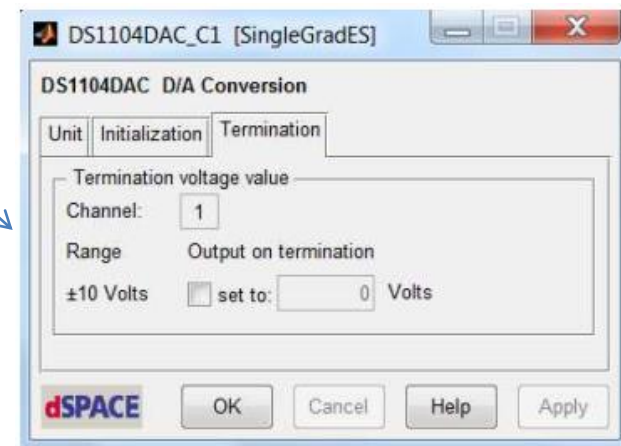 DS1104DAC_C1 [SingleGradES]
DS1104DAC D/A Conversion
Unit Initialization Termination
Termination voltage value
Channel: 1
Range Output on termination
±10 Volts set to: 0 Volts
dSPACE OK Cancel Help Apply